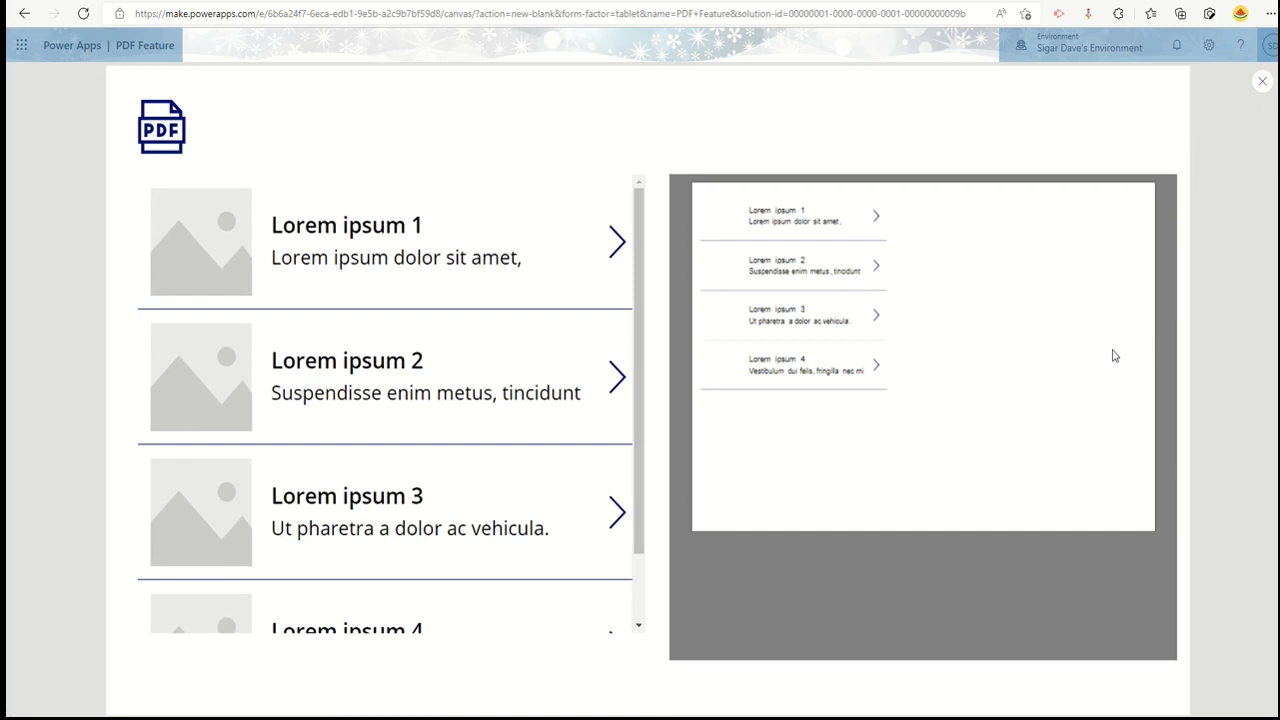 https://make.powerapps.com/e/6b6a24f7-6eca-edb1-9e5b-a2c9b7bf59d8/canvas/?action=new-blank&form-factor=tablet&name=PDF+Feature&solution-id=00000001-0000-0000-0001-00000000009b
Power Apps | PDF Feature
Environment
Sigar Dave's Environment
PDF
Lorem ipsum 1
Lorem ipsum dolor sit amet,
Lorem ipsum 2
Suspendisse enim metus, tincidunt
Lorem ipsum 3
Ut pharetra a dolor ac vehicula.
Lorem ipsum 4
Lorem ipsum 1
Lorem ipsum dolor sit amet,
Lorem ipsum 2
Suspendisse enim metus, tincidunt
Lorem ipsum 3
Ut pharetra a dolor ac vehicula.
Lorem ipsum 4
Vestibulum dui felis, fringilla nec mi